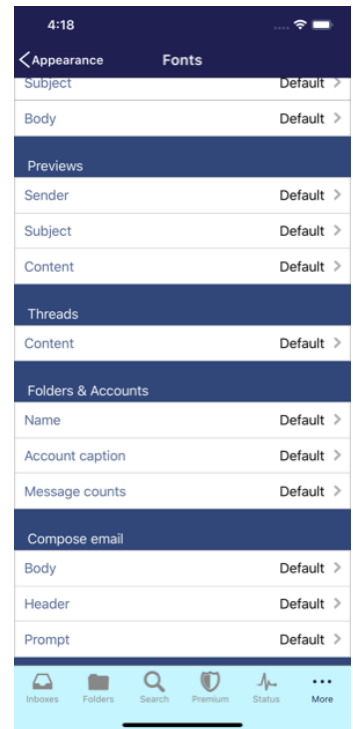 4:18
Appearance Fonts
Subject Default
Body Default
Previews
Sender Default
Subject Default
Content Default
Threads
Content Default
Folders & Accounts
Name Default
Account caption Default
Message counts Default
Compose email
Body Default
Header Default
Prompt Default
Inboxes Folders Search Premium Status More